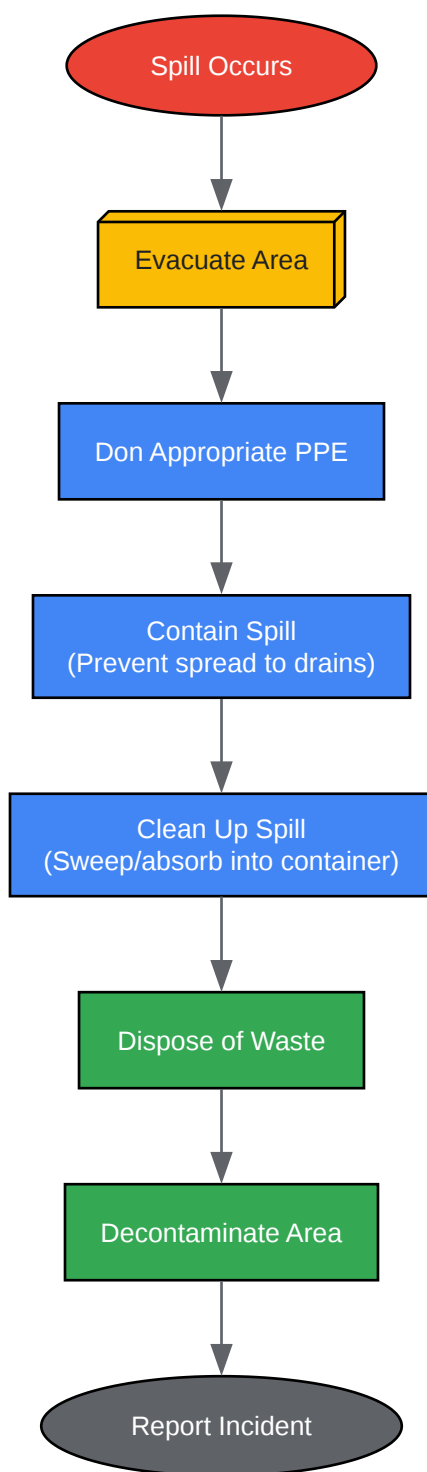 Spill Occurs
Evacuate Area
Don Appropriate PPE
Contain Spill
(Prevent spread to drains)
Clean Up Spill
(Sweep/absorb into container)
Dispose of Waste
Decontaminate Area
Report Incident